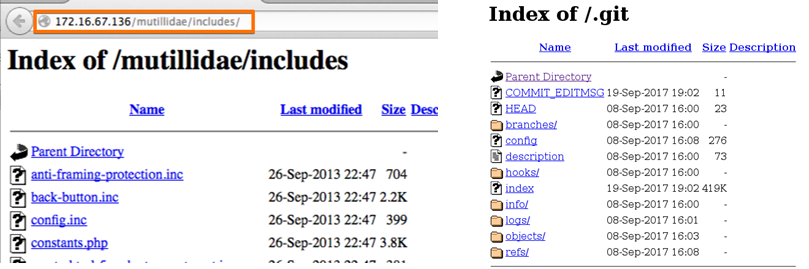 172.16.67.136/mutillidae/includes/
Index of /mutillidae/includes
Name Last modified Size Desc
Parent Directory -
anti-framing-protection.inc 26-Sep-2013 22:47 704
back-button.inc 26-Sep-2013 22:47 2.2K
config.inc 26-Sep-2013 22:47 399
constants.php 26-Sep-2013 22:47 3.8K
Index of /.git
Name Last modified Size Description
Parent Directory -
COMMIT_EDITMSG 19-Sep-2017 19:02 11
HEAD 08-Sep-2017 16:00 23
branches/ 08-Sep-2017 16:00 -
config 08-Sep-2017 16:08 276
description 08-Sep-2017 16:00 73
hooks/ 08-Sep-2017 16:00 -
index 19-Sep-2017 19:02 419K
info/ 08-Sep-2017 16:00 -
logs/ 08-Sep-2017 16:01 -
objects/ 08-Sep-2017 16:03 -
refs/ 08-Sep-2017 16:08 -